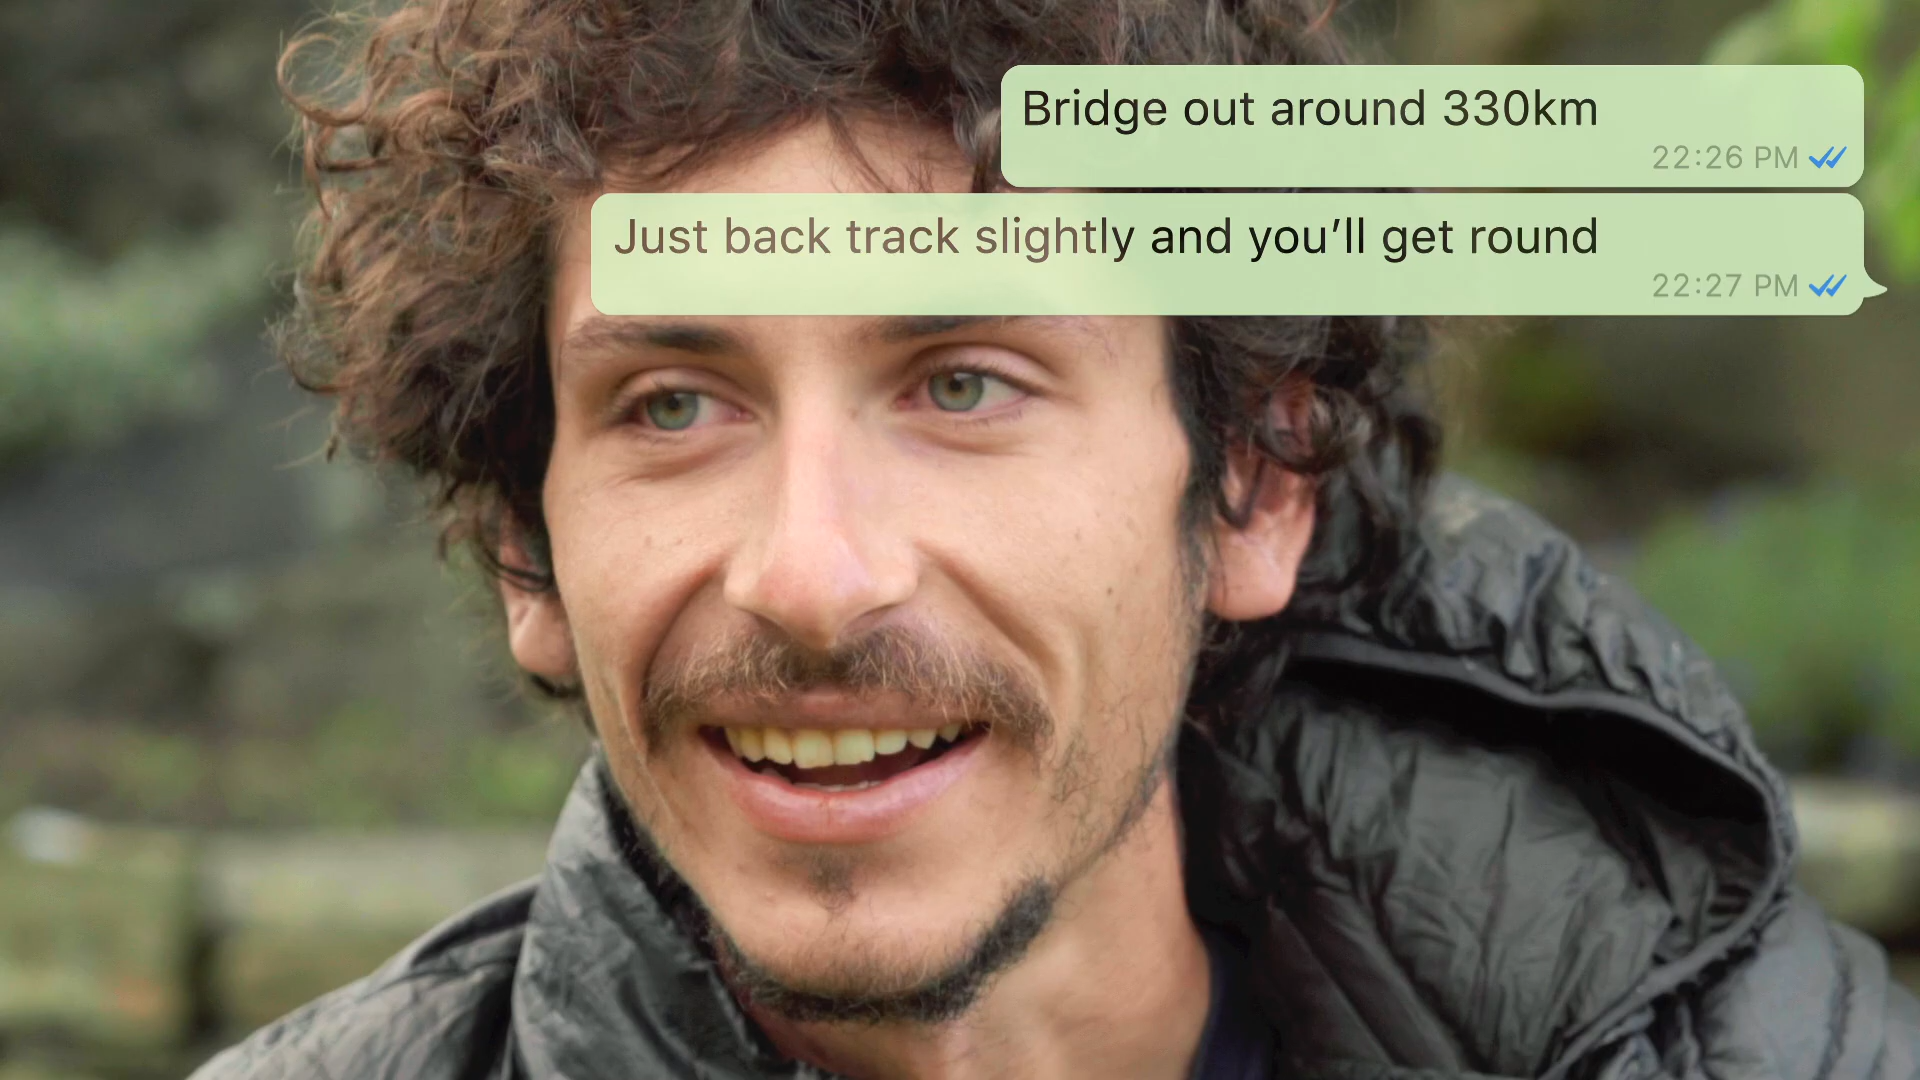 Bridge out around 330km
22:26 PM
Just back track slightly and you’ll get round
22:27 PM